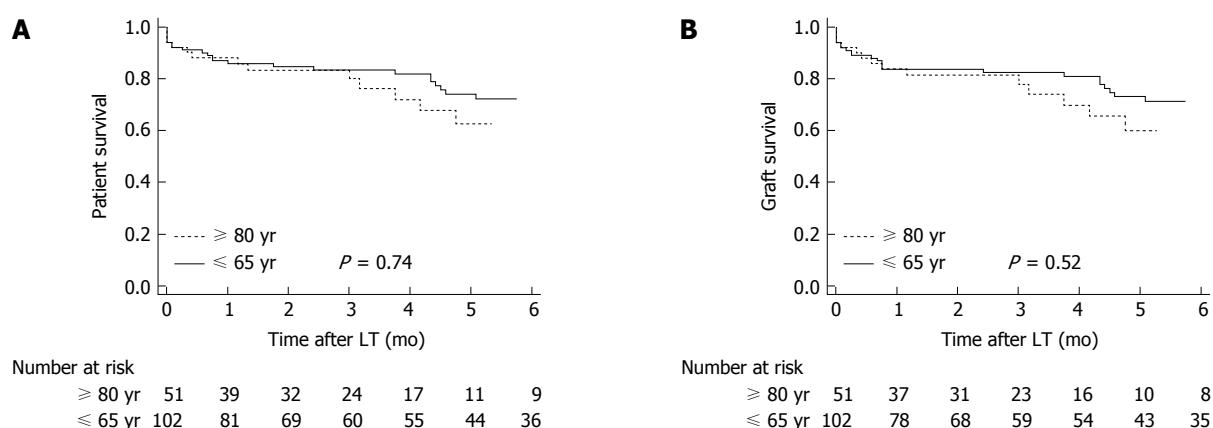 A
1.0
0.8
0.6
0.4
0.2
0.0
Patient survival
⩾ 80 yr
⩽ 65 yr
P = 0.74
0 1 2 3 4 5 6
Time after LT (mo)
Number at risk
⩾ 80 yr 51 39 32 24 17 11 9
⩽ 65 yr 102 81 69 60 55 44 36
B
1.0
0.8
0.6
0.4
0.2
0.0
Graft survival
⩾ 80 yr
⩽ 65 yr
P = 0.52
0 1 2 3 4 5 6
Time after LT (mo)
Number at risk
⩾ 80 yr 51 37 31 23 16 10 8
⩽ 65 yr 102 78 68 59 54 43 35